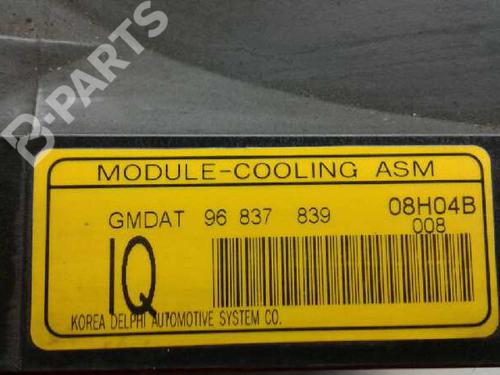 B-PARTS
MODULE-COOLING ASM
GMDAT 96 837 839 08H04B
008
IQ
KOREA DELPHI AUTOMOTIVE SYSTEM CO.